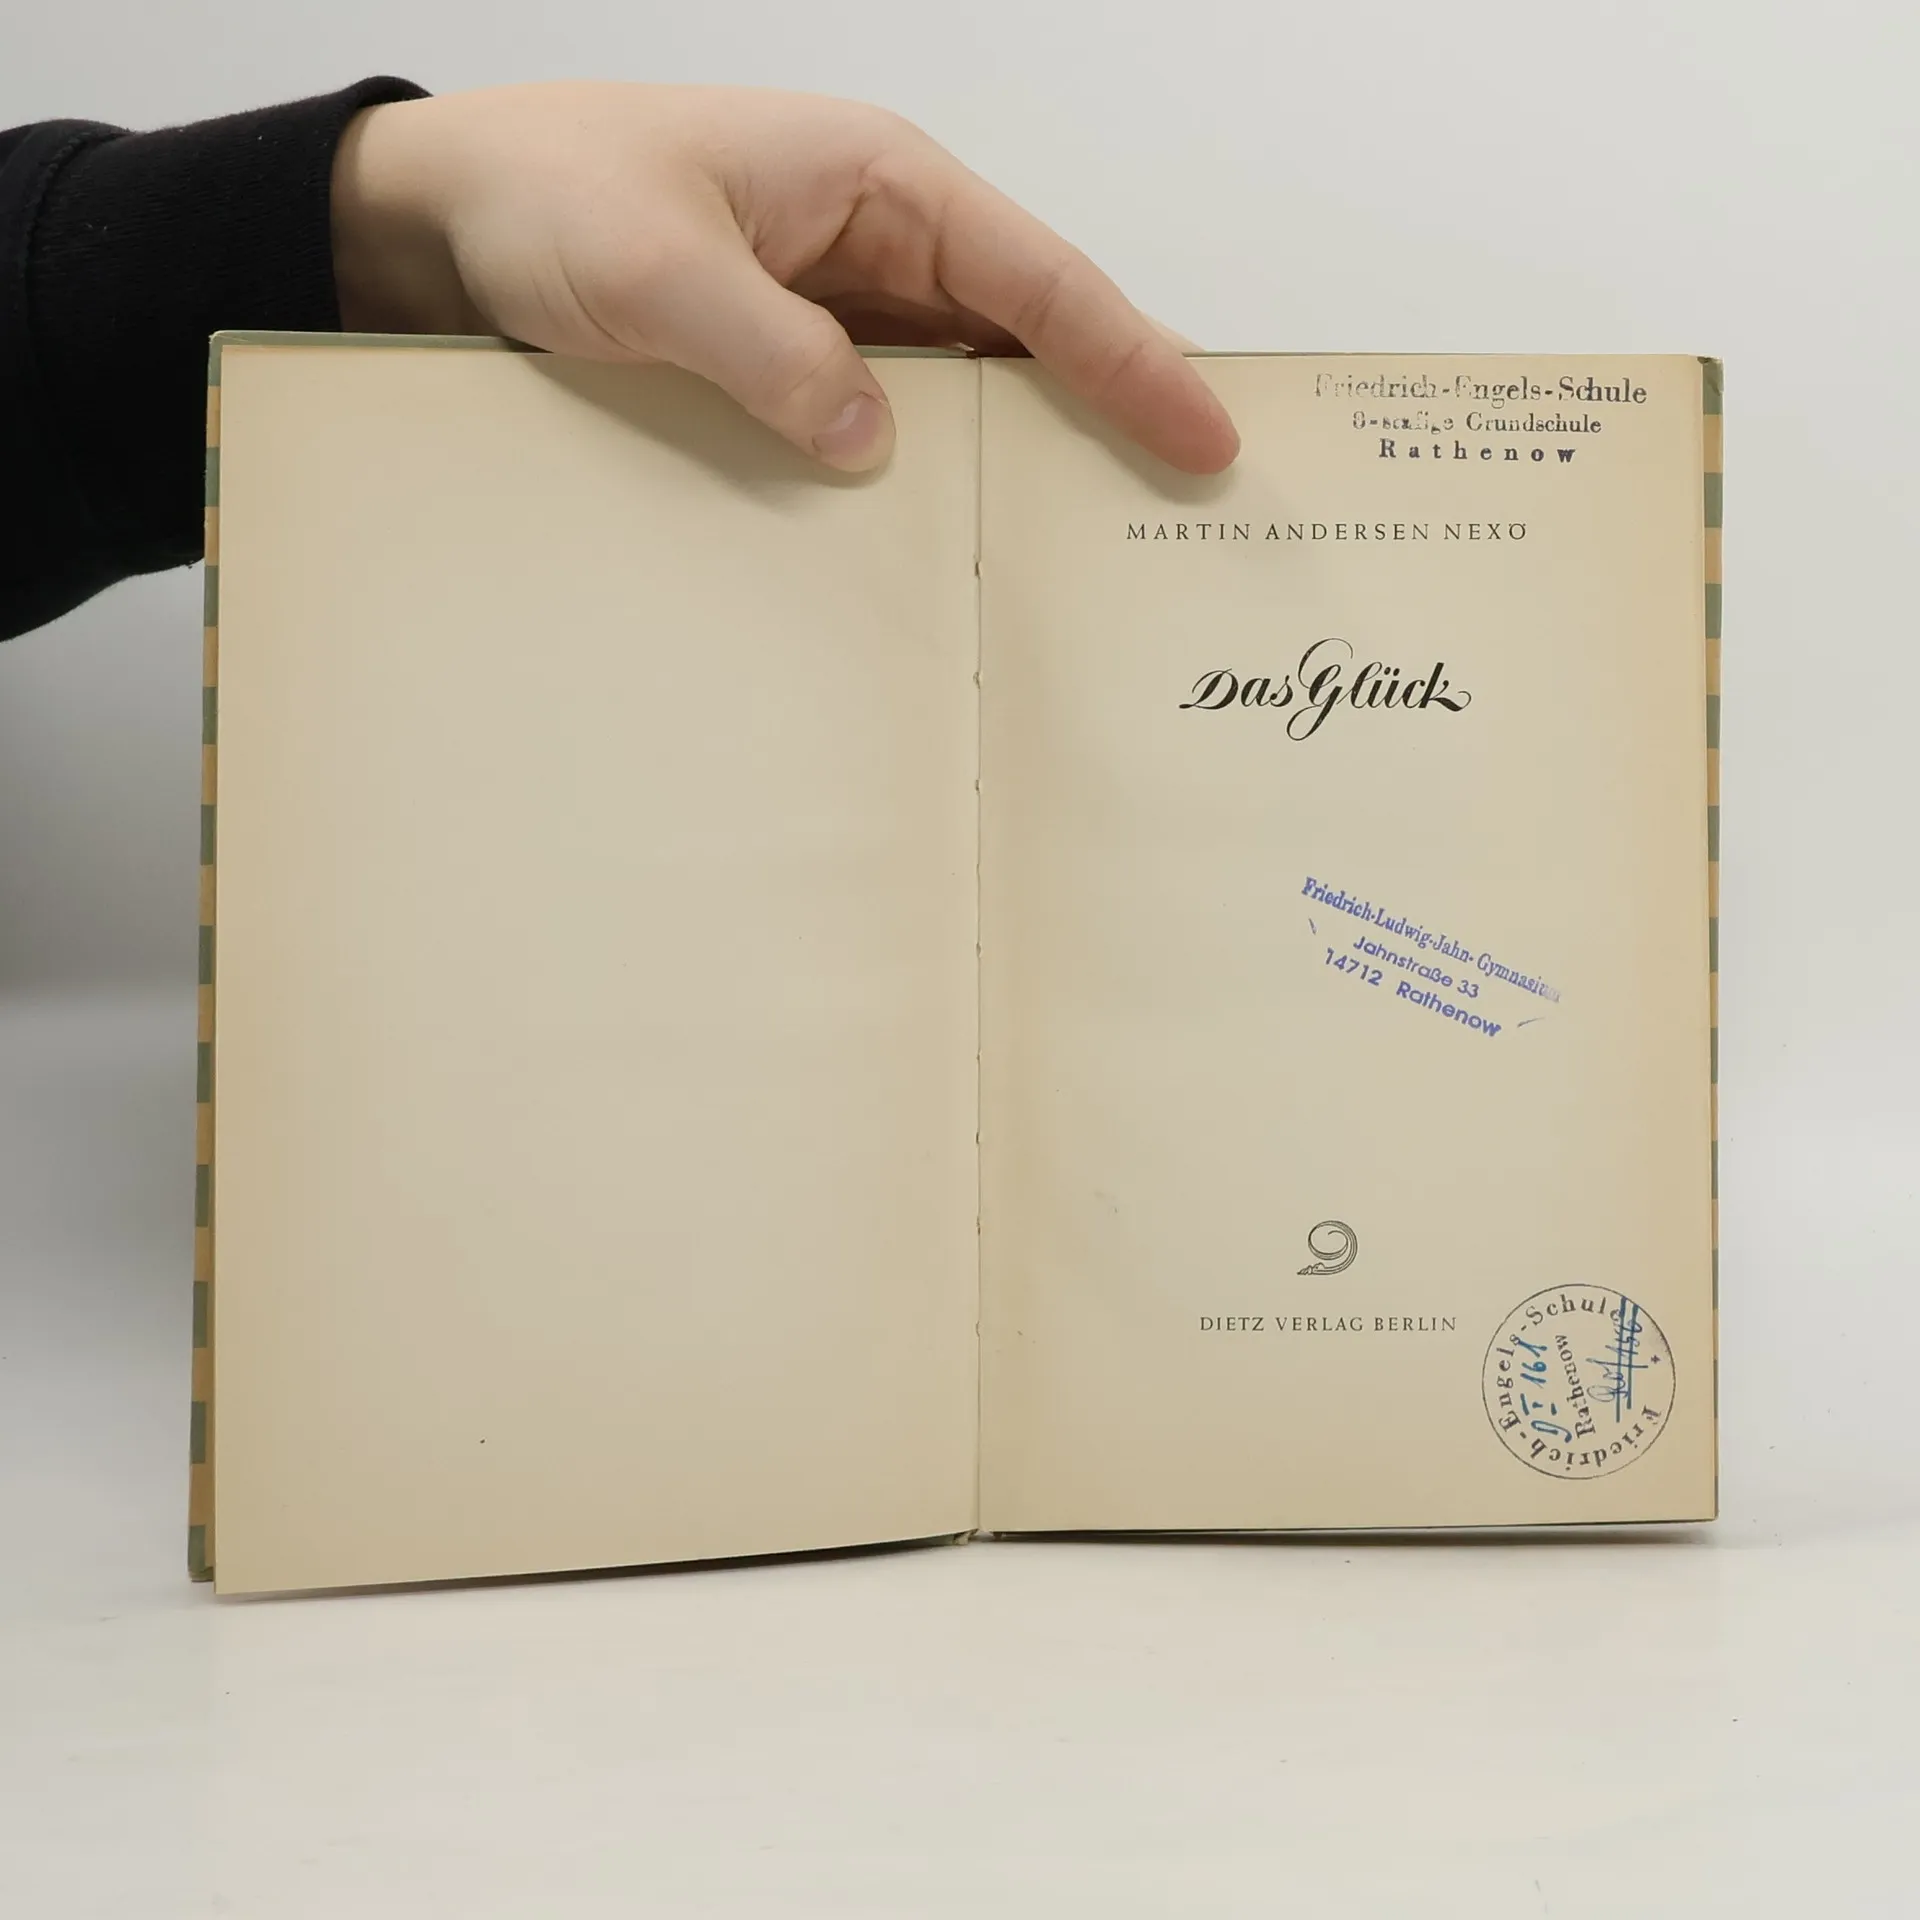 Friedrich-Engels-Schule
8-stufige Grundschule
Rathenow
MARTIN ANDERSEN NEXÖ
Das Glück
Friedrich-Ludwig-Jahn-Gymnasium
Jahnstraße 33
14712 Rathenow
DIETZ VERLAG BERLIN
Friedrich-Engels-Schule
Rathenow
161